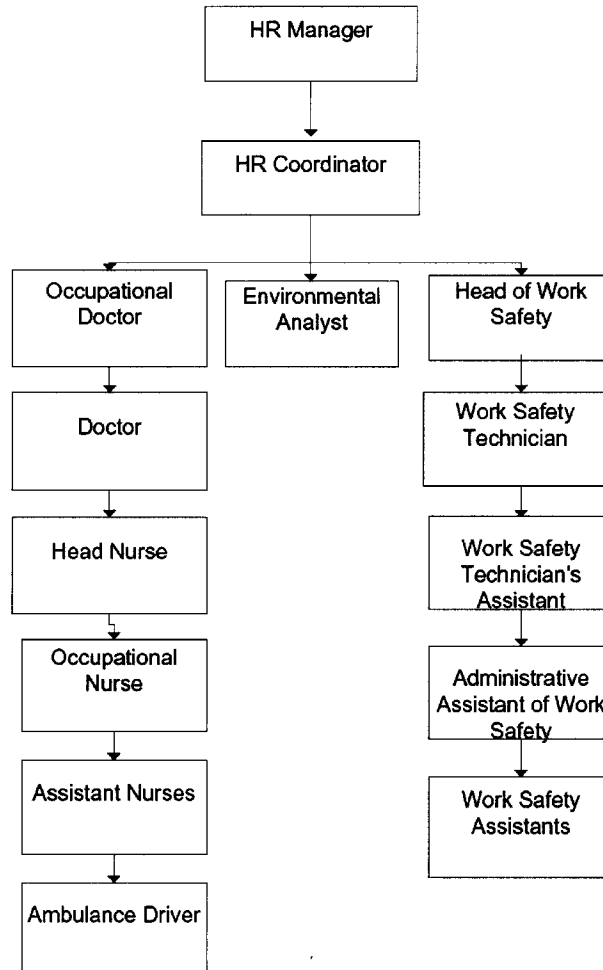 HR Manager
HR Coordinator
Occupational
Doctor
Environmental
Analyst
Head of Work
Safety
Doctor
Work Safety
Technician
Head Nurse
Work Safety
Technician's
Assistant
Occupational
Nurse
Administrative
Assistant of Work
Safety
Assistant Nurses
Work Safety
Assistants
Ambulance Driver